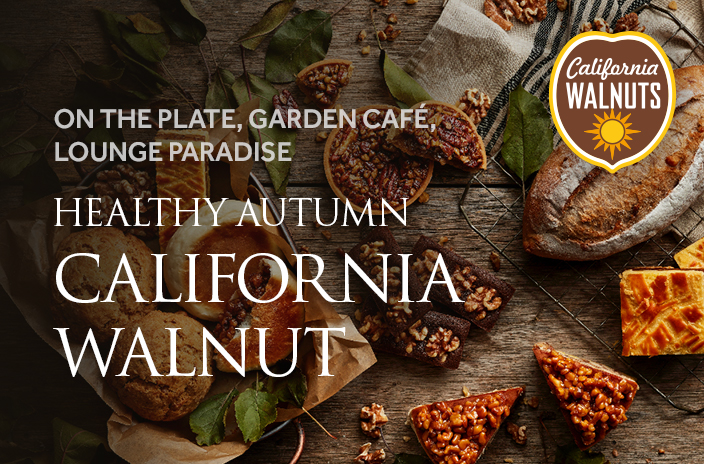 ON THE PLATE, GARDEN CAFÉ,
LOUNGE PARADISE
HEALTHY AUTUMN
CALIFORNIA
WALNUT
California
WALNUTS